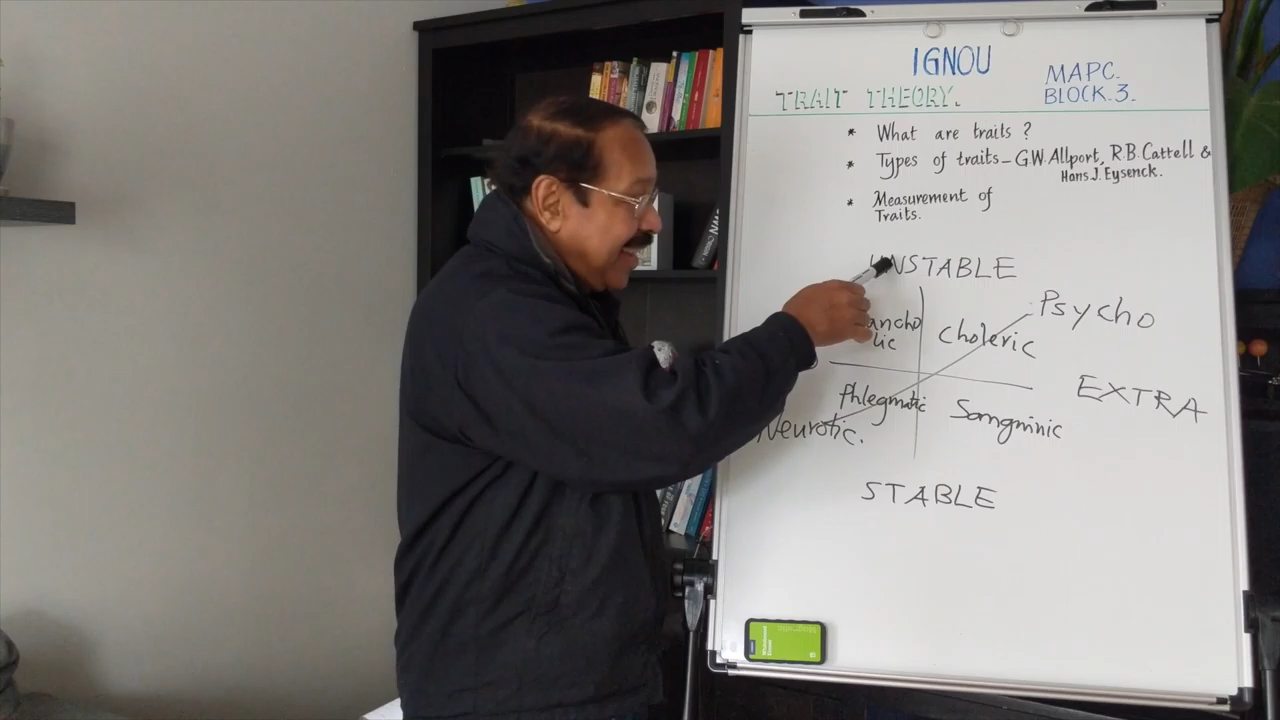 IGNOU
MAPC.
TRAIT THEORY.
BLOCK.3.
* What are traits ?
* Types of traits – G.W. Allport, R.B. Cattell &
Hans.J. Eysenck.
* Measurement of
Traits.
UNSTABLE
Psycho
ancho
lic
Choleric
EXTRA
Phlegmatic
Neurotic.
STABLE